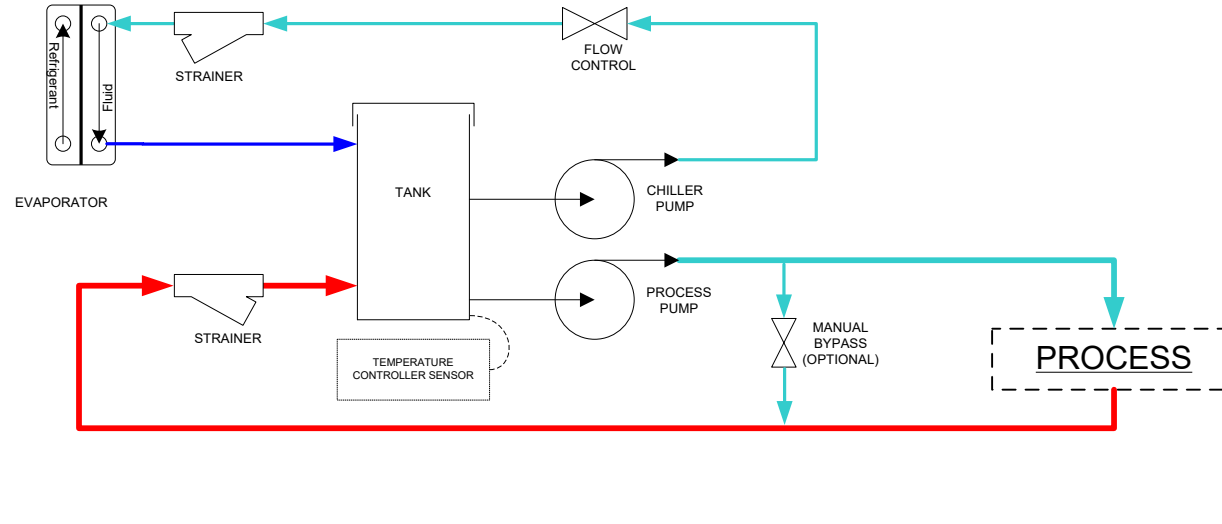 Refrigerant
Fluid
STRAINER
FLOW
CONTROL
EVAPORATOR
TANK
CHILLER
PUMP
PROCESS
PUMP
STRAINER
TEMPERATURE
CONTROLLER SENSOR
MANUAL
BYPASS
(OPTIONAL)
PROCESS